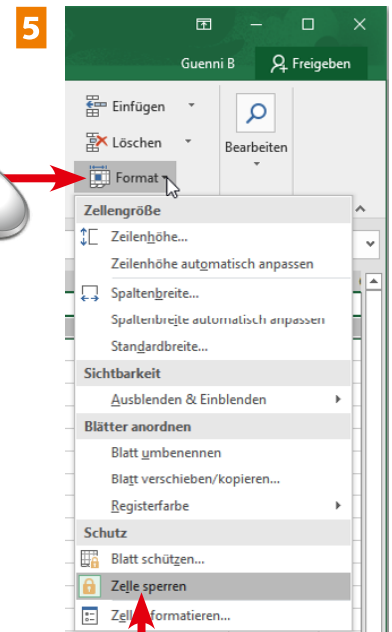 5
Guenni B Freigeben
Einfügen
Löschen
Format
Bearbeiten
Zellengröße
Zeilenhöhe...
Zeilenhöhe automatisch anpassen
Spaltenbreite...
Spaltenbreite automatisch anpassen
Standardbreite...
Sichtbarkeit
Ausblenden & Einblenden
Blätter anordnen
Blatt umbenennen
Blatt verschieben/kopieren...
Registerfarbe
Schutz
Blatt schützen...
Zelle sperren
formatieren...